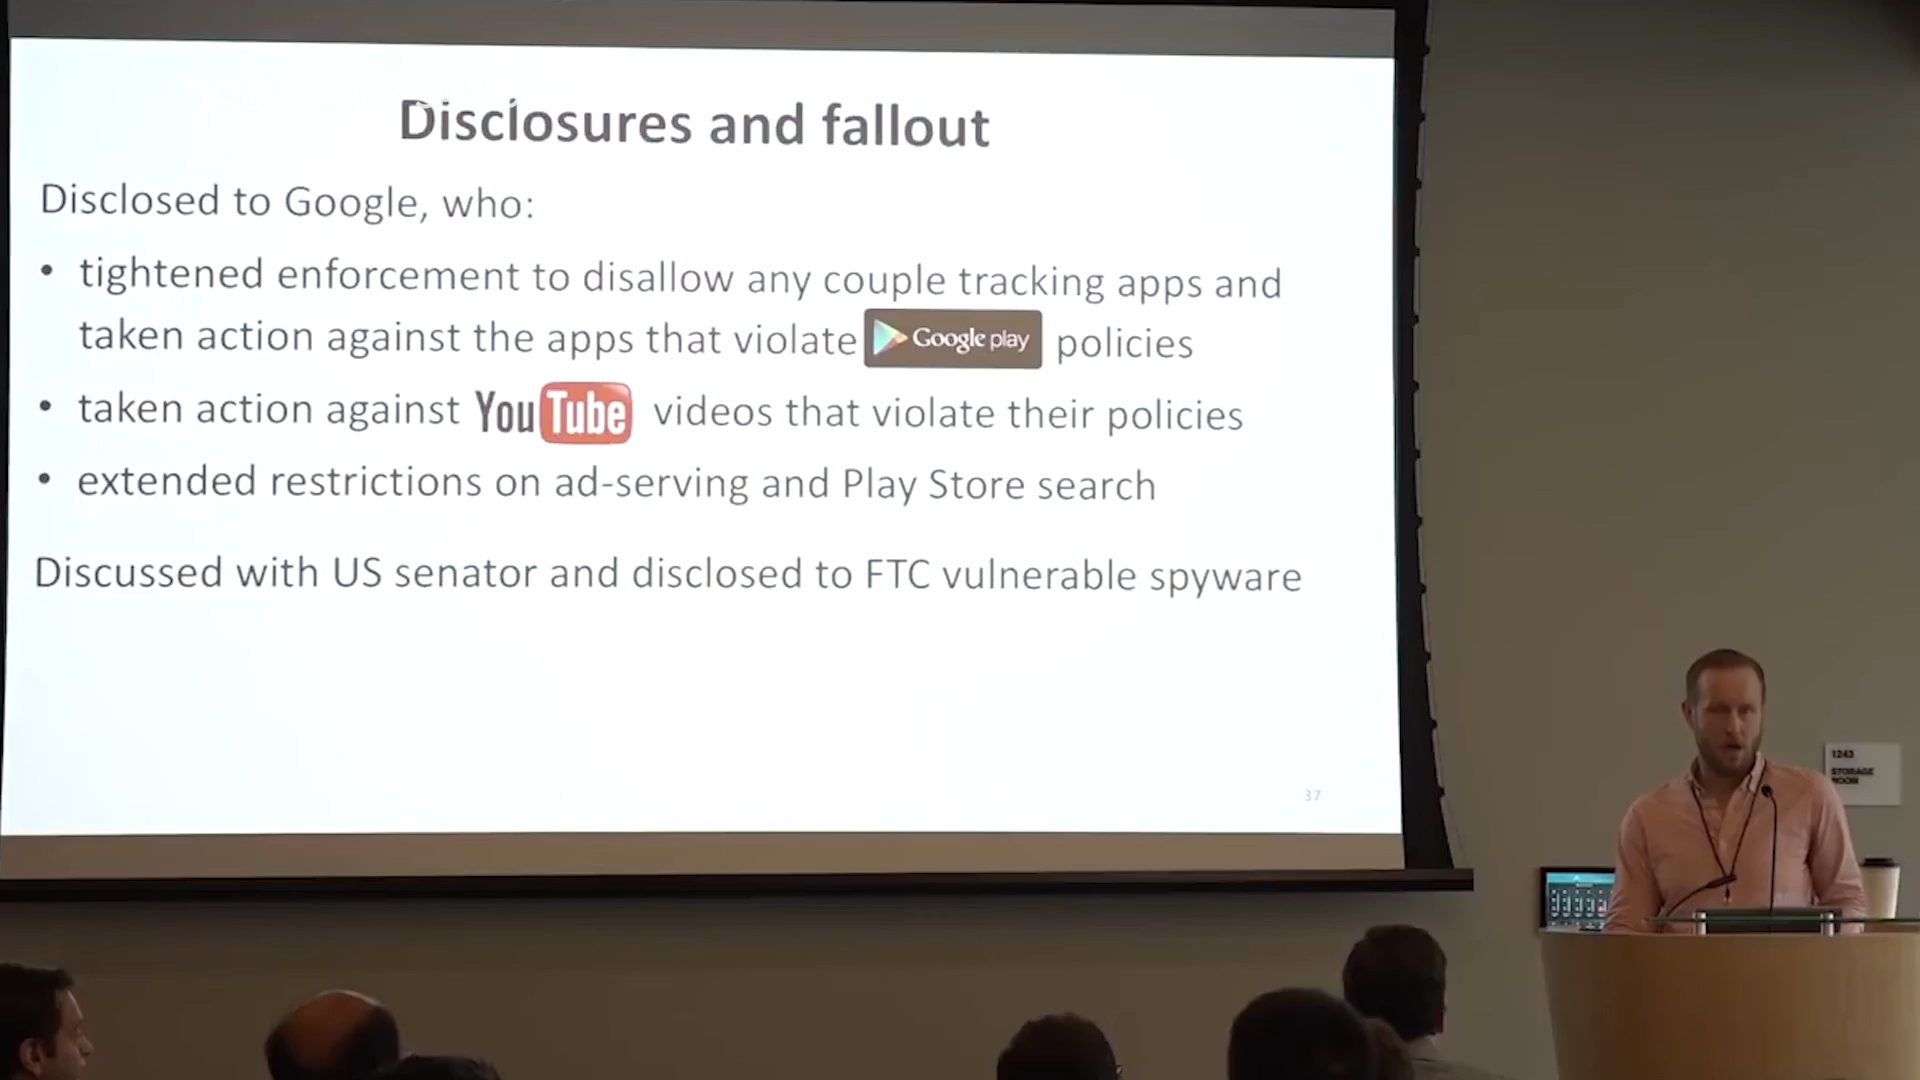 Disclosures and fallout
Disclosed to Google, who:
• tightened enforcement to disallow any couple tracking apps and
taken action against the apps that violate Google play policies
• taken action against YouTube videos that violate their policies
• extended restrictions on ad-serving and Play Store search
Discussed with US senator and disclosed to FTC vulnerable spyware
37
1243
STORAGE
ROOM